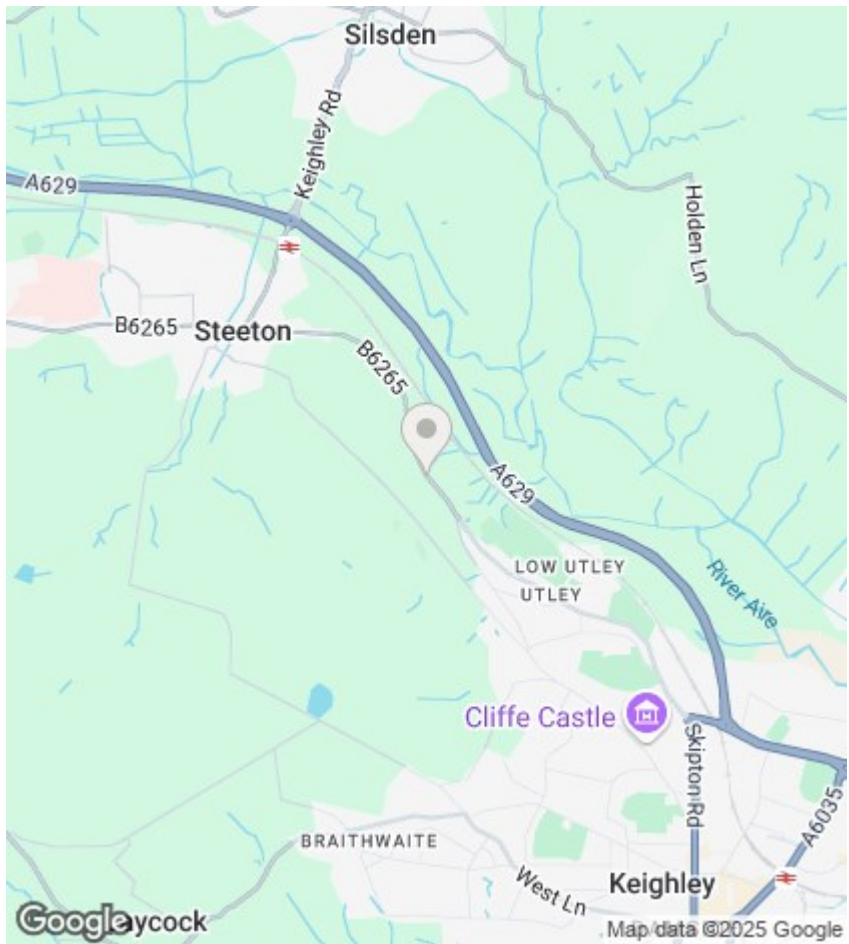 Silsden
Keighley Rd
A629
Holden Ln
B6265
Steeton
B6265
A629
LOW UTLEY
UTLEY
River Aire
Cliffe Castle
Skipton Rd
A6035
BRAITHWAITE
West Ln
Keighley
Google
aycock
Map data ©2025 Google